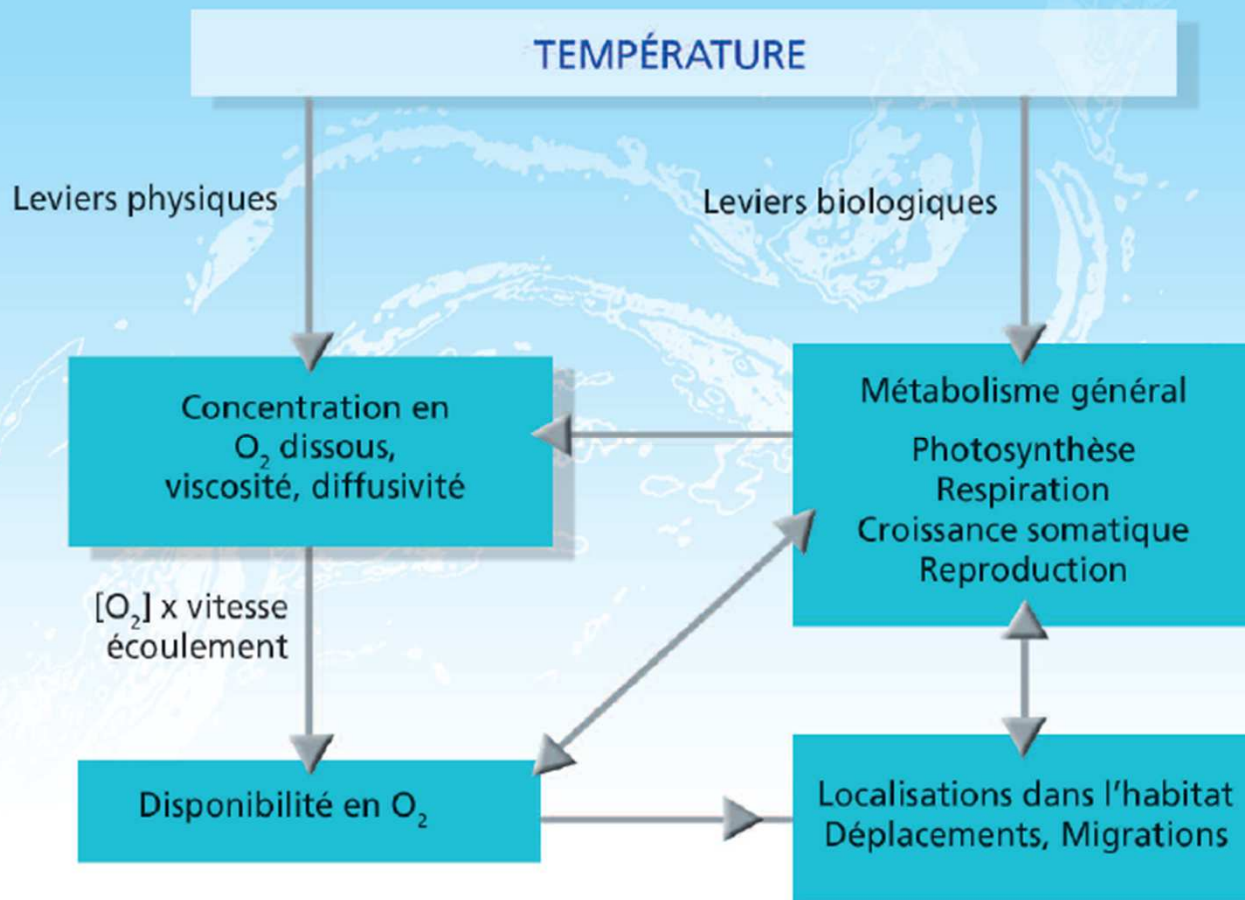 TEMPÉRATURE
Leviers physiques
Leviers biologiques
Concentration en
O₂ dissous,
viscosité, diffusivité
Métabolisme général
Photosynthèse
Respiration
Croissance somatique
Reproduction
[O₂] x vitesse
écoulement
Disponibilité en O₂
Localisations dans l'habitat
Déplacements, Migrations